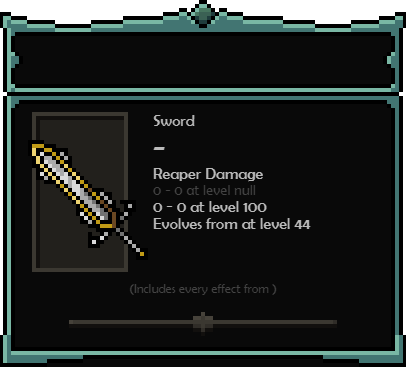 Sword
–
Reaper Damage
0 - 0 at level null
0 - 0 at level 100
Evolves from at level 44
(Includes every effect from )